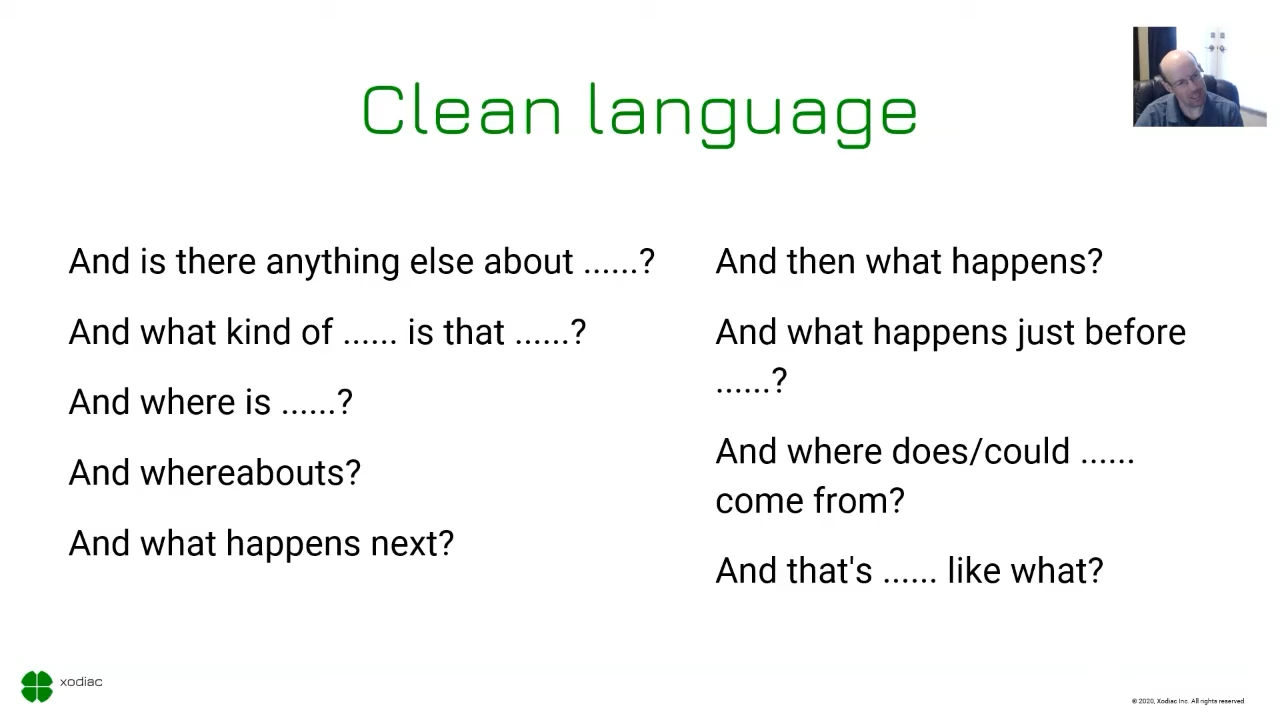 Clean language
And is there anything else about ......?
And what kind of ...... is that ......?
And where is ......?
And whereabouts?
And what happens next?
And then what happens?
And what happens just before
......?
And where does/could ......
come from?
And that's ...... like what?
xodiac
© 2020, Xodiac Inc. All rights reserved.